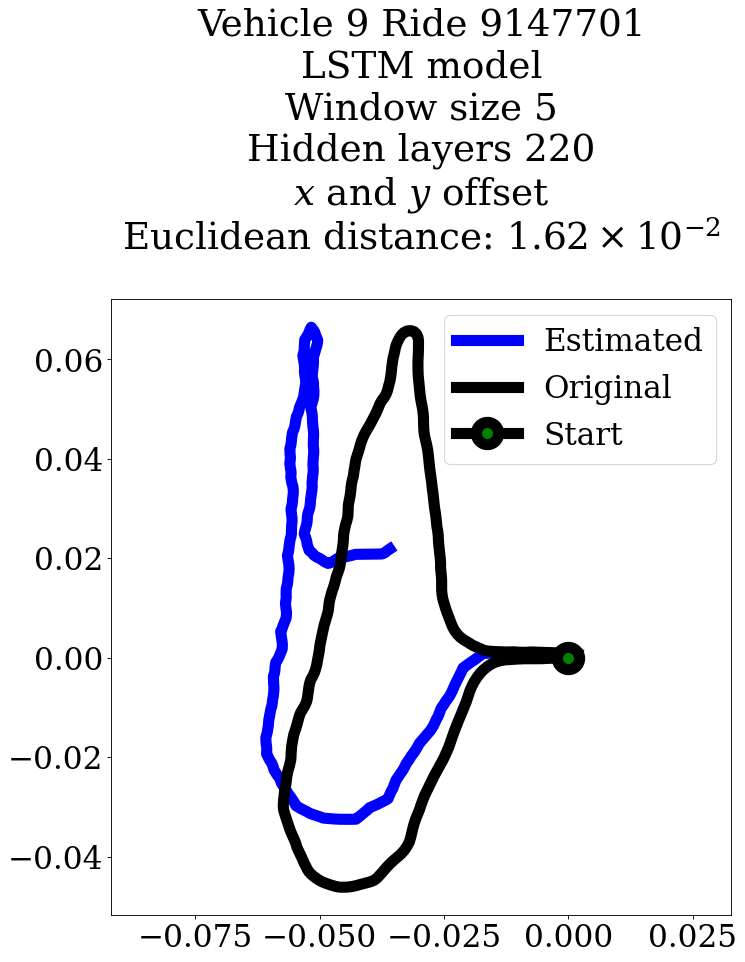 Vehicle 9 Ride 9147701
LSTM model
Window size 5
Hidden layers 220
x and y offset
Euclidean distance: 1.62 × 10⁻²
Estimated
Original
Start
0.06
0.04
0.02
0.00
−0.02
−0.04
−0.075 −0.050 −0.025 0.000 0.025